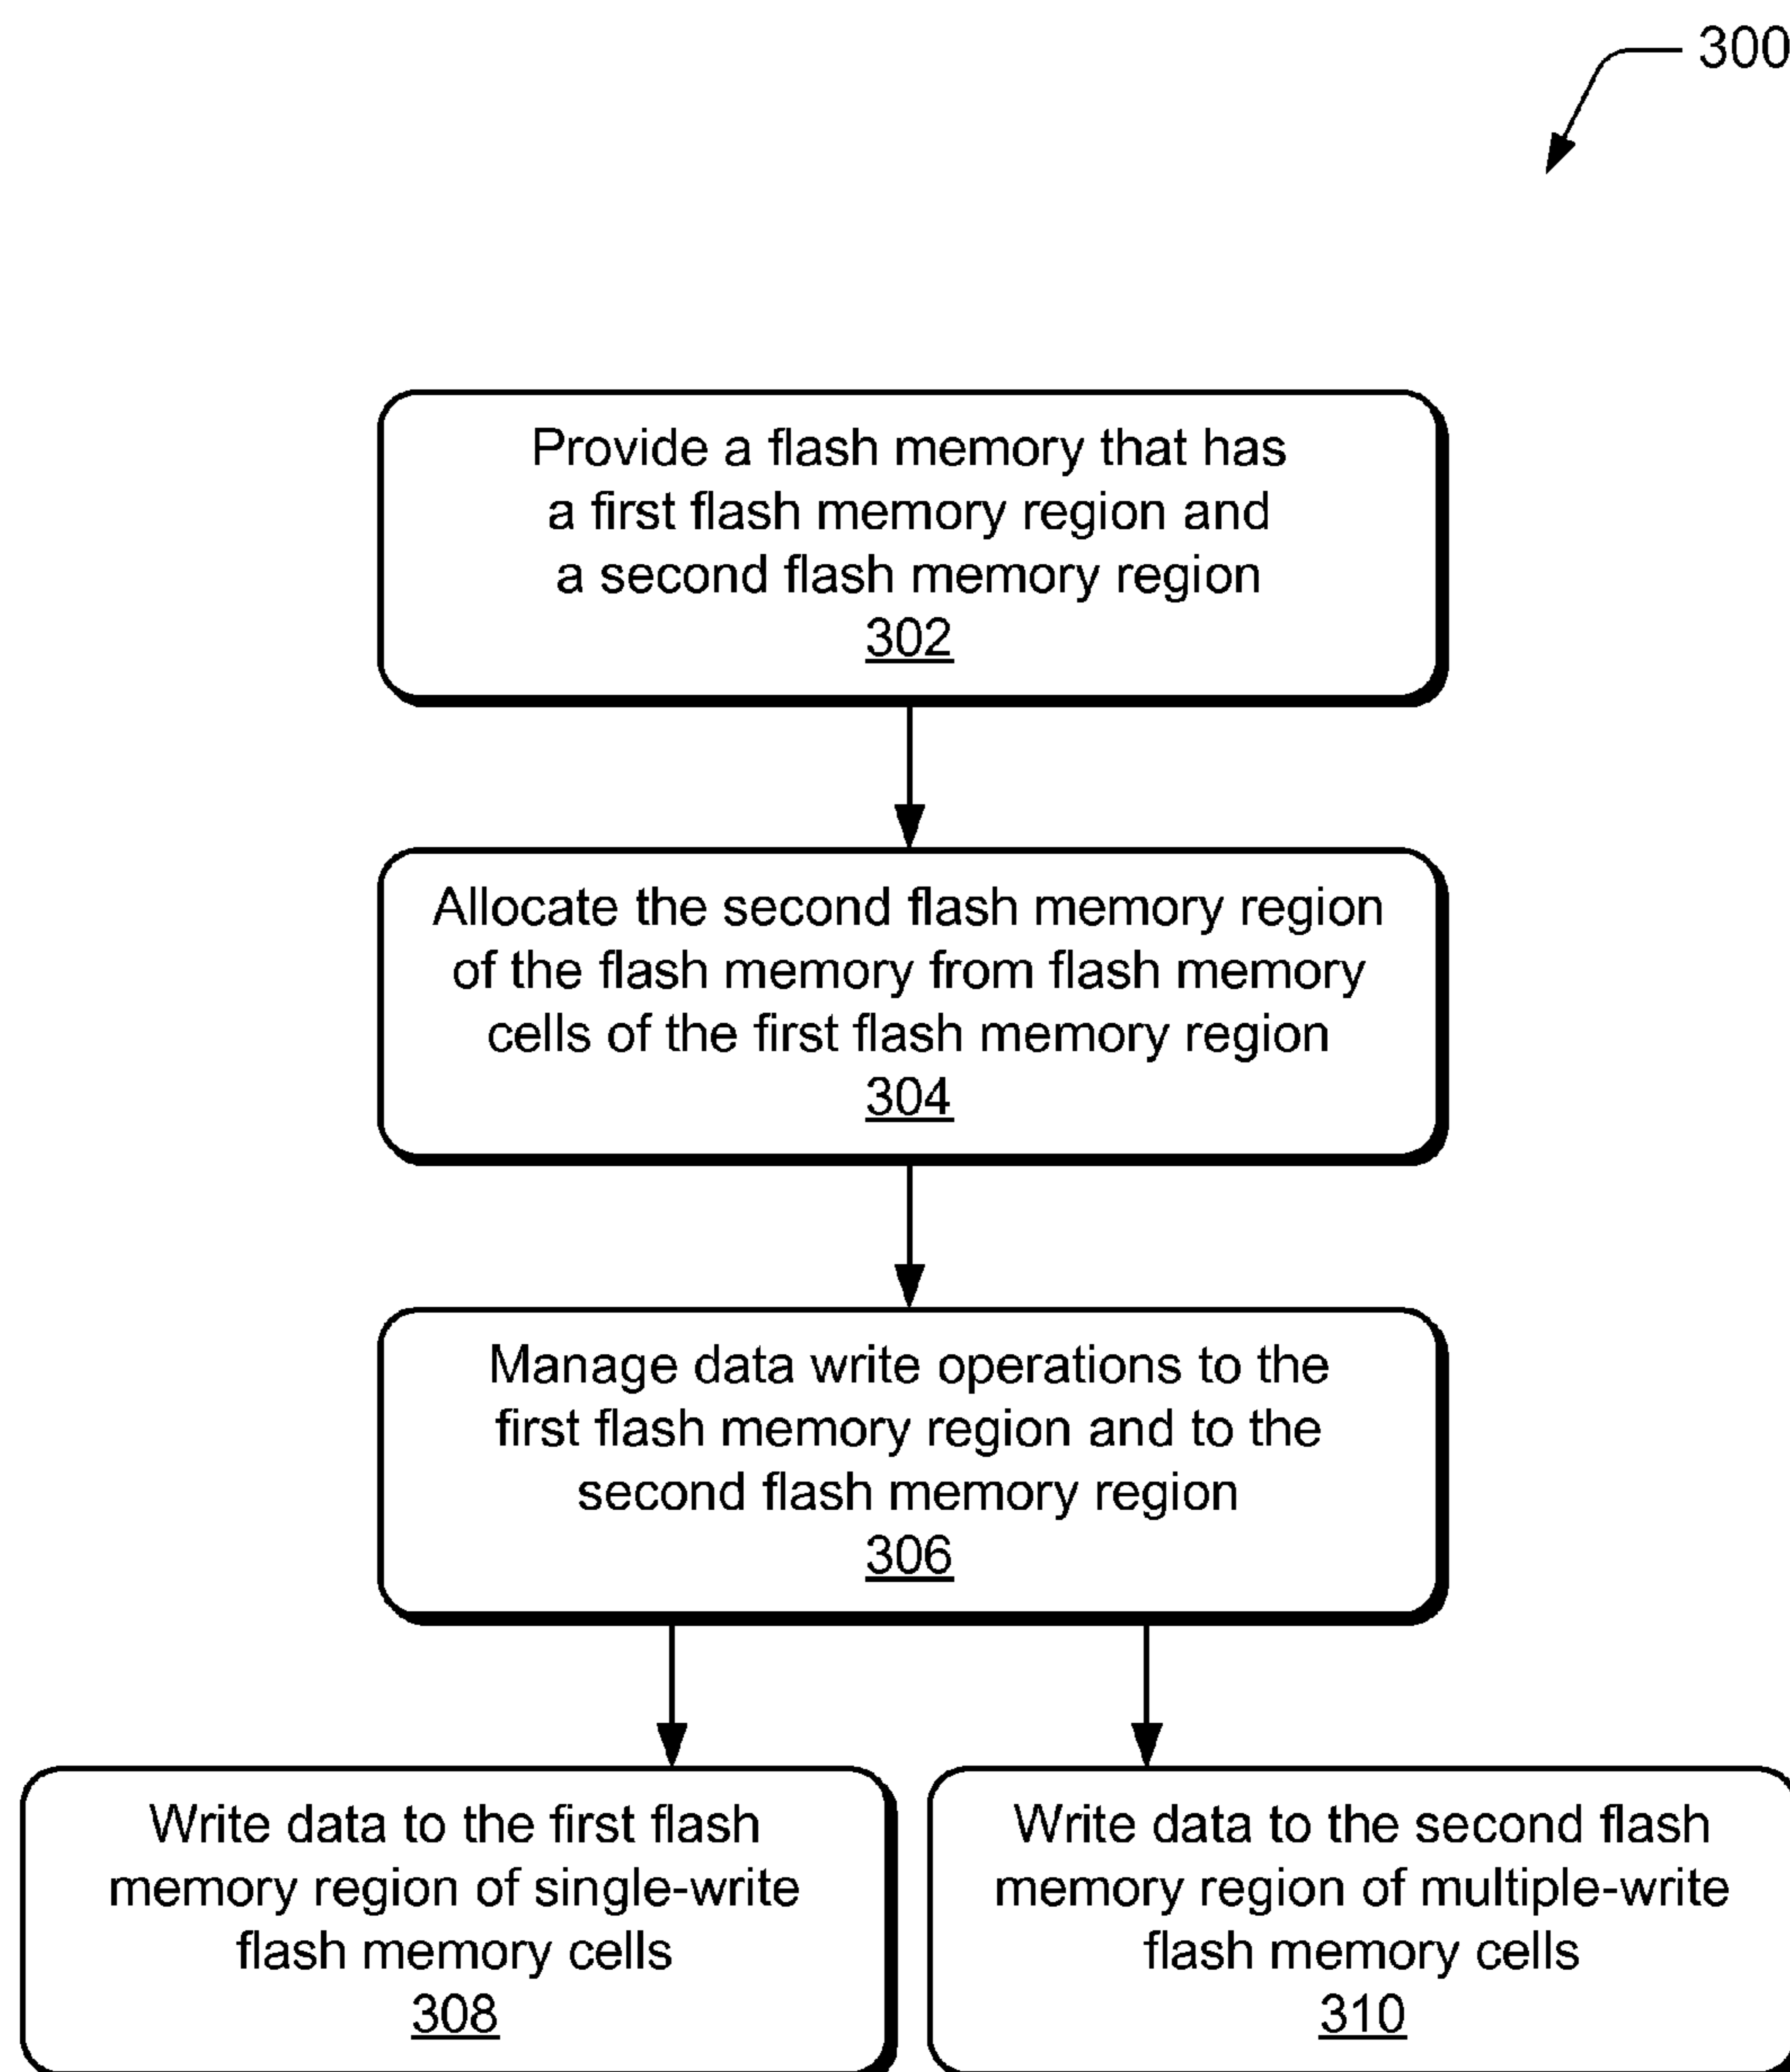 300
Provide a flash memory that has
a first flash memory region and
a second flash memory region
302
Allocate the second flash memory region
of the flash memory from flash memory
cells of the first flash memory region
304
Manage data write operations to the
first flash memory region and to the
second flash memory region
306
Write data to the first flash
memory region of single-write
flash memory cells
308
Write data to the second flash
memory region of multiple-write
flash memory cells
310